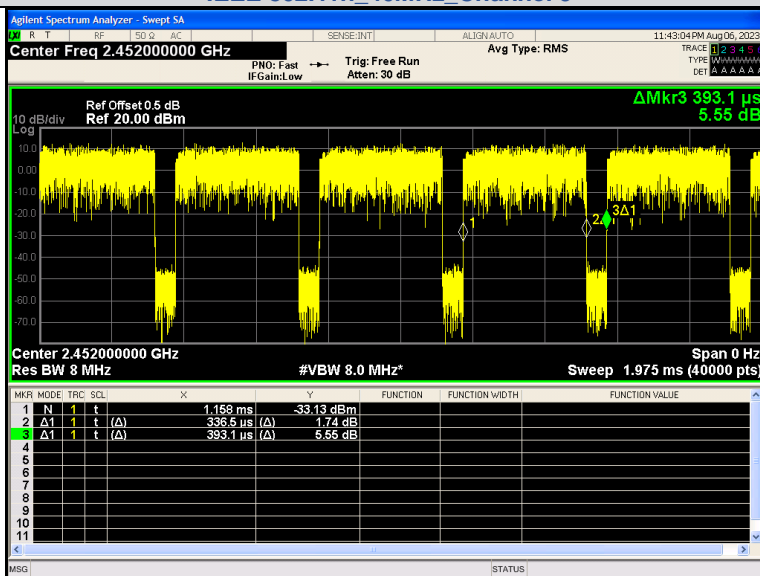 Agilent Spectrum Analyzer - Swept SA
LXI R T RF 50 Ω AC SENSE:INT ALIGN AUTO 11:43:04 PM Aug 06, 2023
Center Freq 2.452000000 GHz Avg Type: RMS TRACE 1 2 3 4 5
PNO: Fast Trig: Free Run TYPE W
IFGain:Low Atten: 30 dB DET A A A A A
ΔMkr3 393.1 µs
Ref Offset 0.5 dB
10 dB/div Ref 20.00 dBm 5.55 dB
Log
10.0
0.00
-10.0
-20.0
-40.0
-50.0
-60.0
-70.0
1
2Δ
3Δ1
Center 2.452000000 GHz Span 0 Hz
Res BW 8 MHz #VBW 8.0 MHz* Sweep 1.975 ms (40000 pts)
MKR MODE TRC SCL X Y FUNCTION FUNCTION WIDTH FUNCTION VALUE
1 N 1 t 1.158 ms -33.13 dBm
2 Δ1 1 t (Δ) 336.5 µs (Δ) 1.74 dB
3 Δ1 1 t (Δ) 393.1 µs (Δ) 5.55 dB
4
5
6
7
8
9
10
11
MSG STATUS